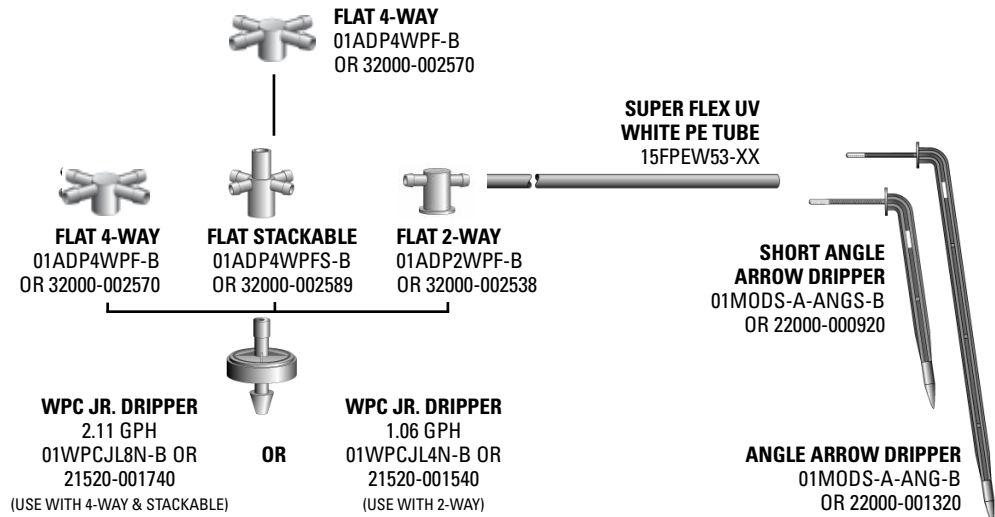 FLAT 4-WAY
01ADP4WPF-B
OR 32000-002570
SUPER FLEX UV
WHITE PE TUBE
15FPEW53-XX
FLAT 4-WAY
01ADP4WPF-B
OR 32000-002570
FLAT STACKABLE
01ADP4WPFS-B
OR 32000-002589
FLAT 2-WAY
01ADP2WPF-B
OR 32000-002538
SHORT ANGLE
ARROW DRIPPER
01MODS-A-ANGS-B
OR 22000-000920
WPC JR. DRIPPER
2.11 GPH
01WPCJL8N-B OR
21520-001740
(USE WITH 4-WAY & STACKABLE)
OR
WPC JR. DRIPPER
1.06 GPH
01WPCJL4N-B OR
21520-001540
(USE WITH 2-WAY)
ANGLE ARROW DRIPPER
01MODS-A-ANG-B
OR 22000-001320